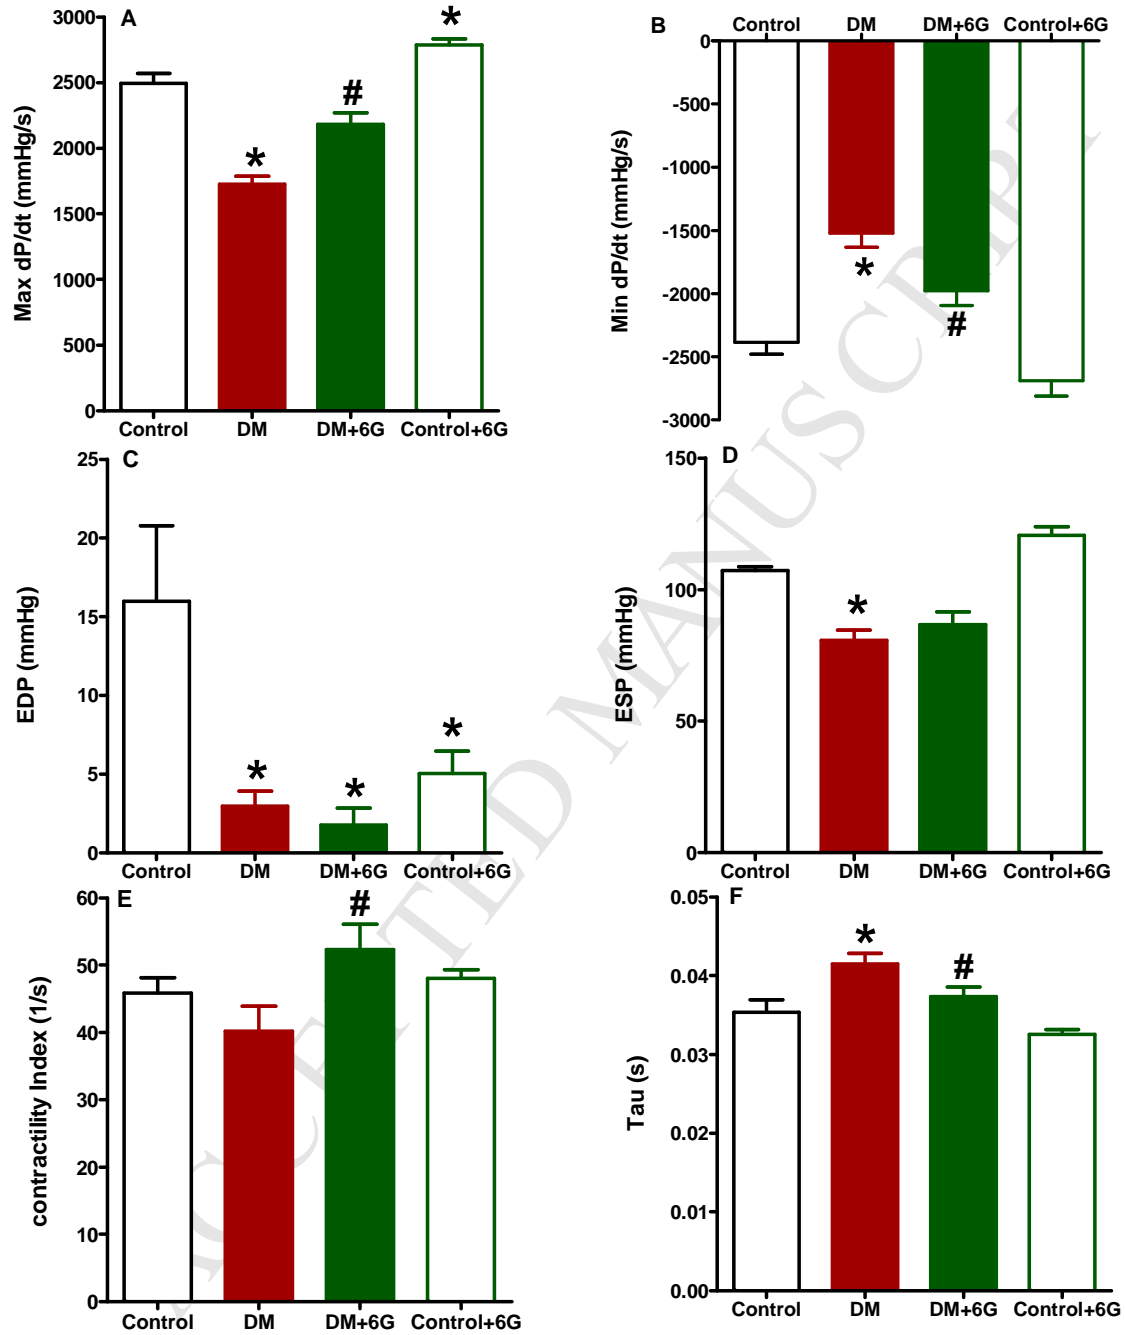 A
Max dP/dt (mmHg/s)
3000
2500
2000
1500
1000
500
0
*
#
*
Control DM DM+6G Control+6G
B
Control DM DM+6G Control+6G
Min dP/dt (mmHg/s)
0
-500
-1000
-1500
-2000
-2500
-3000
*
#
C
EDP (mmHg)
25
20
15
10
5
0
*
*
*
Control DM DM+6G Control+6G
D
ESP (mmHg)
150
100
50
0
*
Control DM DM+6G Control+6G
E
contractility Index (1/s)
60
50
40
30
20
10
0
#
Control DM DM+6G Control+6G
F
Tau (s)
0.05
0.04
0.03
0.02
0.01
0.00
*
#
Control DM DM+6G Control+6G
ACCEPTED MANUSCRIPT